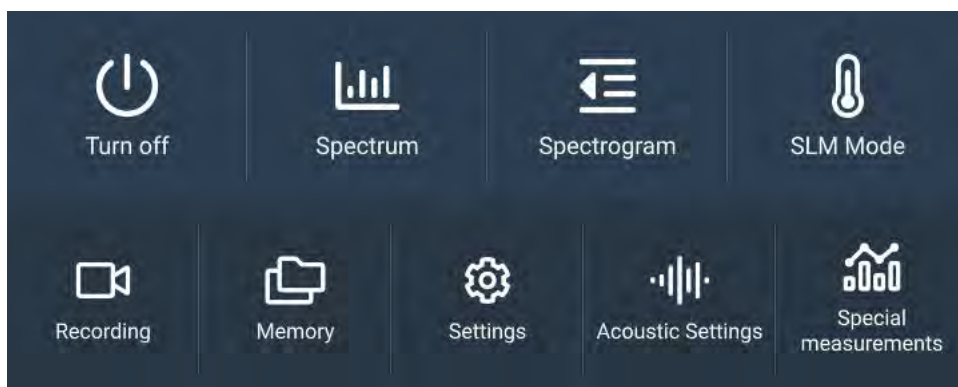 Turn off
Spectrum
Spectrogram
SLM Mode
Recording
Memory
Settings
Acoustic Settings
Special
measurements